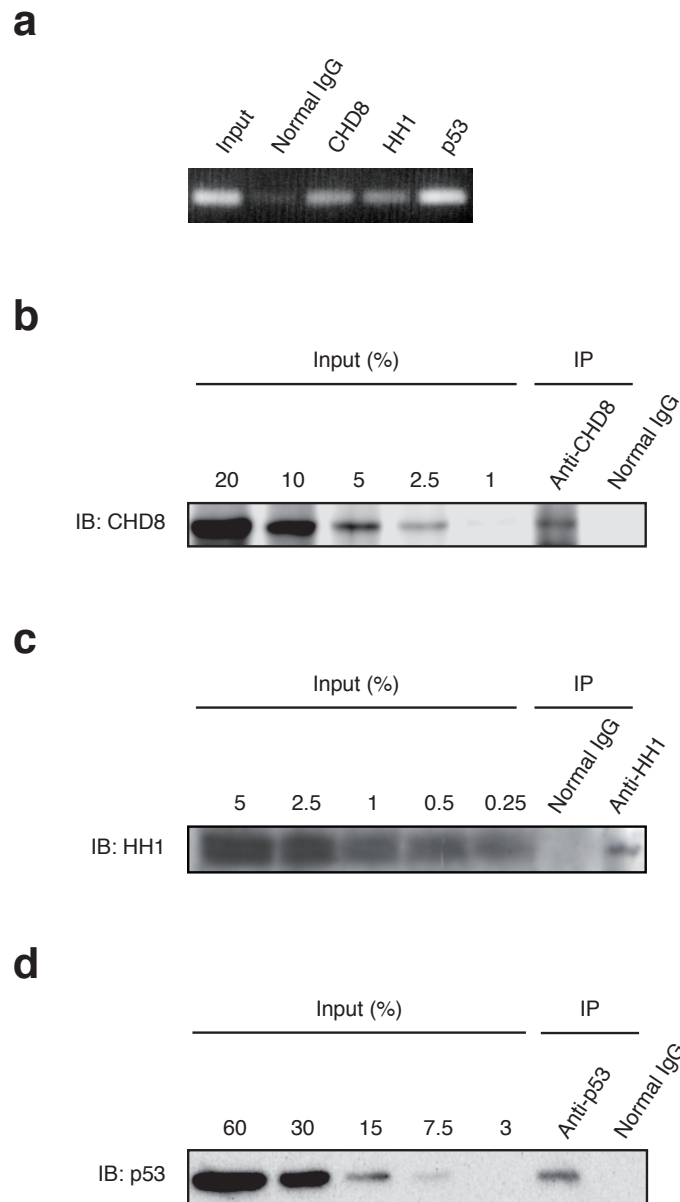 a
Input Normal IgG CHD8 HH1 p53
b
Input (%) IP
20 10 5 2.5 1 Anti-CHD8 Normal IgG
IB: CHD8
c
Input (%) IP
5 2.5 1 0.5 0.25 Normal IgG Anti-HH1
IB: HH1
d
Input (%) IP
60 30 15 7.5 3 Anti-p53 Normal IgG
IB: p53